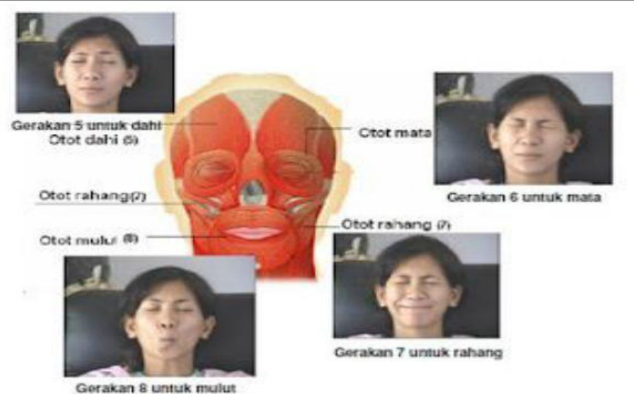 Gerakan 5 untuk dahi
Otot dahi (5)
Otot mata
Gerakan 6 untuk mata
Otot rahang(7)
Otot rahang (7)
Otot mulut (8)
Gerakan 7 untuk rahang
Gerakan 8 untuk mulut